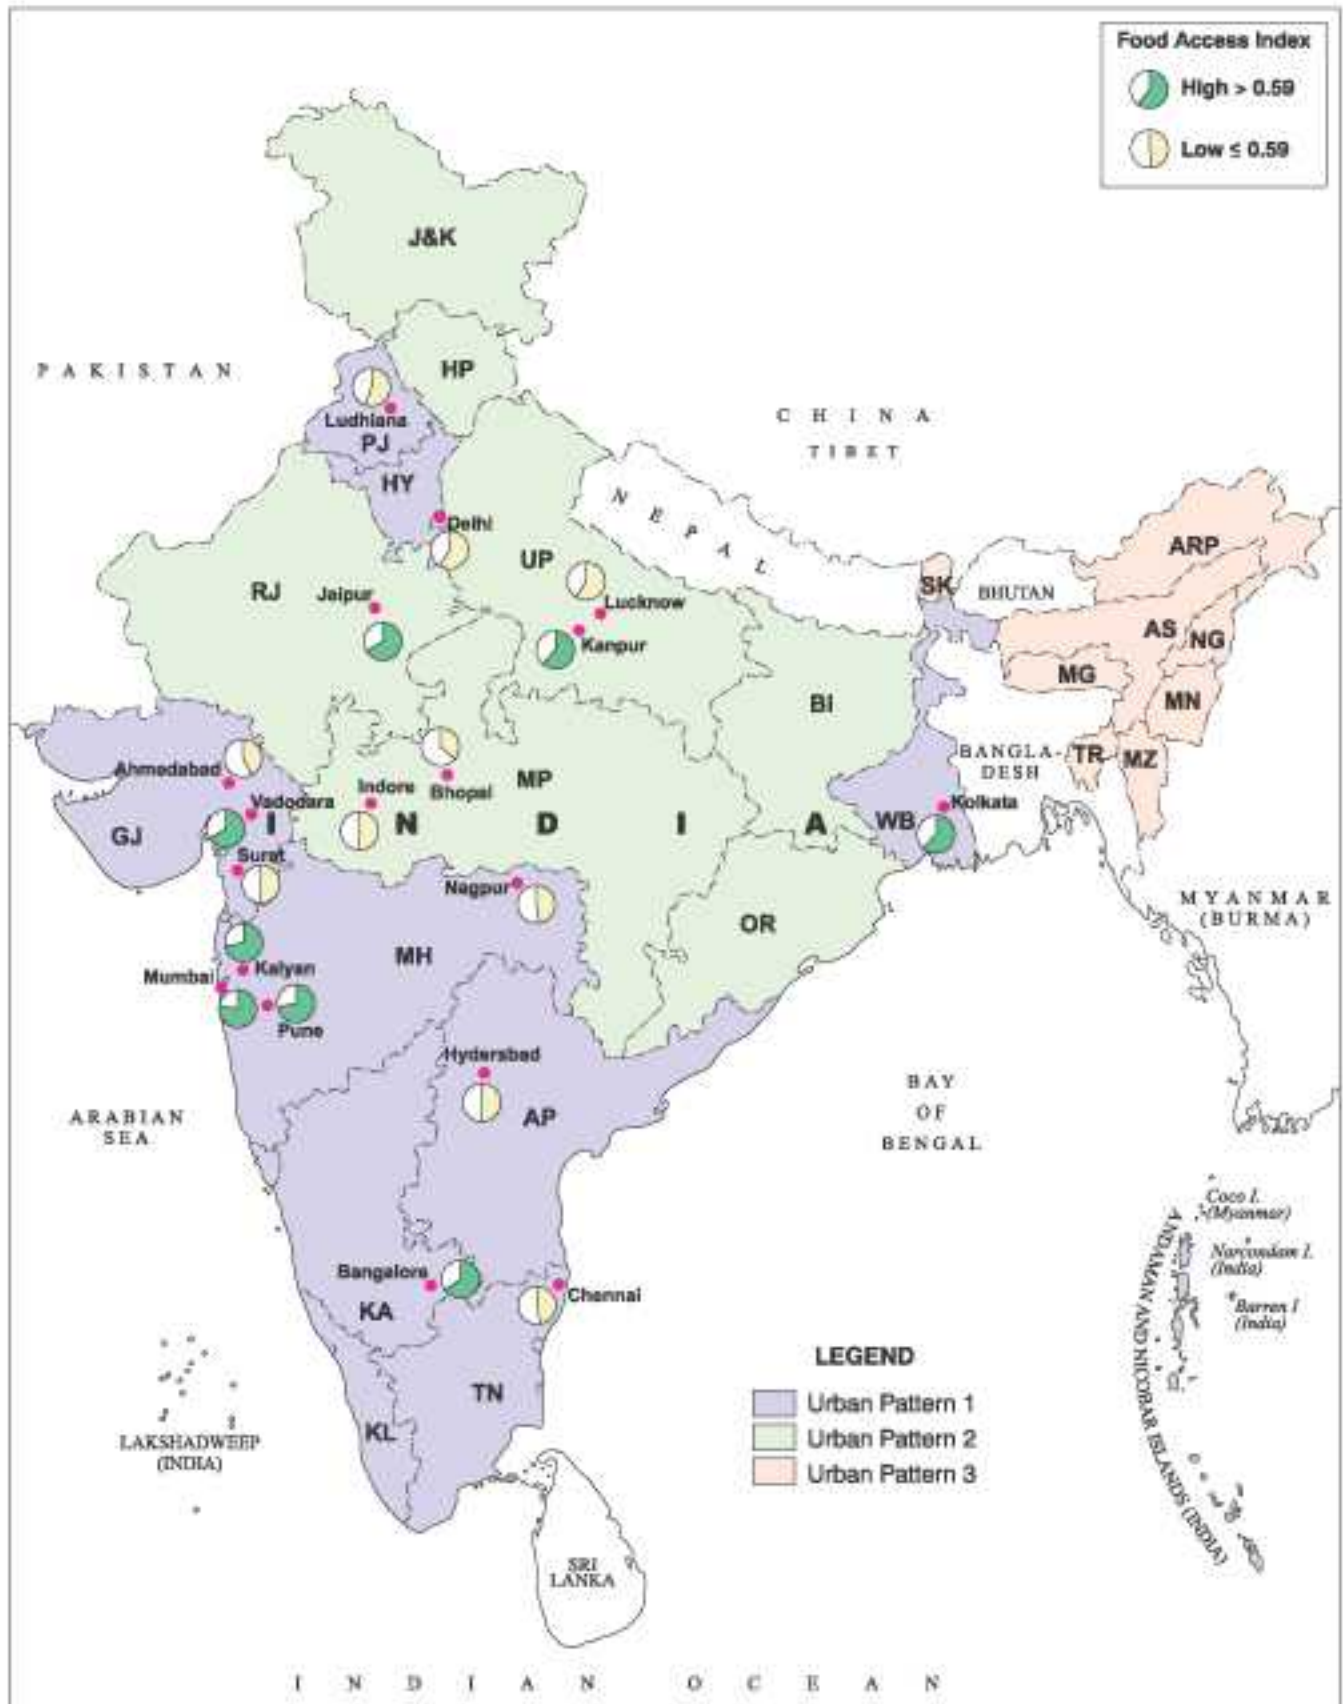 Food Access Index
High > 0.59
Low ≤ 0.59
J&K
PAKISTAN
HP
CHINA
TIBET
Ludhiana
PJ
HY
NEPAL
Delhi
UP
ARP
RJ
Jaipur
Lucknow
SK
BHUTAN
Kanpur
AS
NG
MG
BI
MN
BANGLA-
DESH
TR
MZ
Ahmedabad
MP
Indore
Bhopal
Vadodara
Kolkata
GJ
INDIA
WB
Surat
Nagpur
OR
MYANMAR
(BURMA)
MH
Mumbai
Kalyan
Pune
Hyderabad
BAY
OF
BENGAL
ARABIAN
SEA
AP
Coco I.
(Myanmar)
Narcondam I.
(India)
Barren I
(India)
ANDAMAN AND NICOBAR ISLANDS (INDIA)
Bangalore
Chennai
KA
LEGEND
Urban Pattern 1
Urban Pattern 2
Urban Pattern 3
TN
KL
LAKSHADWEEP
(INDIA)
SRI
LANKA
INDIAN OCEAN